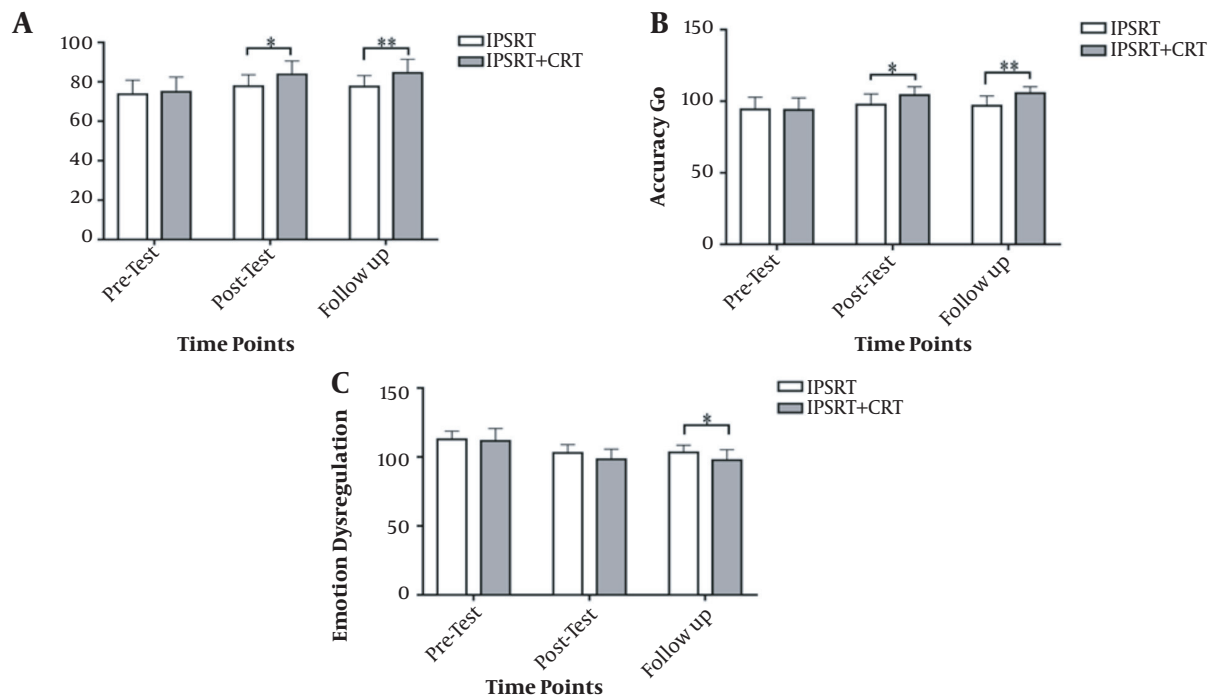 A
100
80
60
40
20
0
*
**
IPSRT
IPSRT+CRT
Pre-Test
Post-Test
Follow up
Time Points
B
Accuracy Go
150
100
50
0
*
**
IPSRT
IPSRT+CRT
Pre-Test
Post-Test
Follow up
Time Points
C
Emotion Dysregulation
150
100
50
0
*
IPSRT
IPSRT+CRT
Pre-Test
Post-Test
Follow up
Time Points